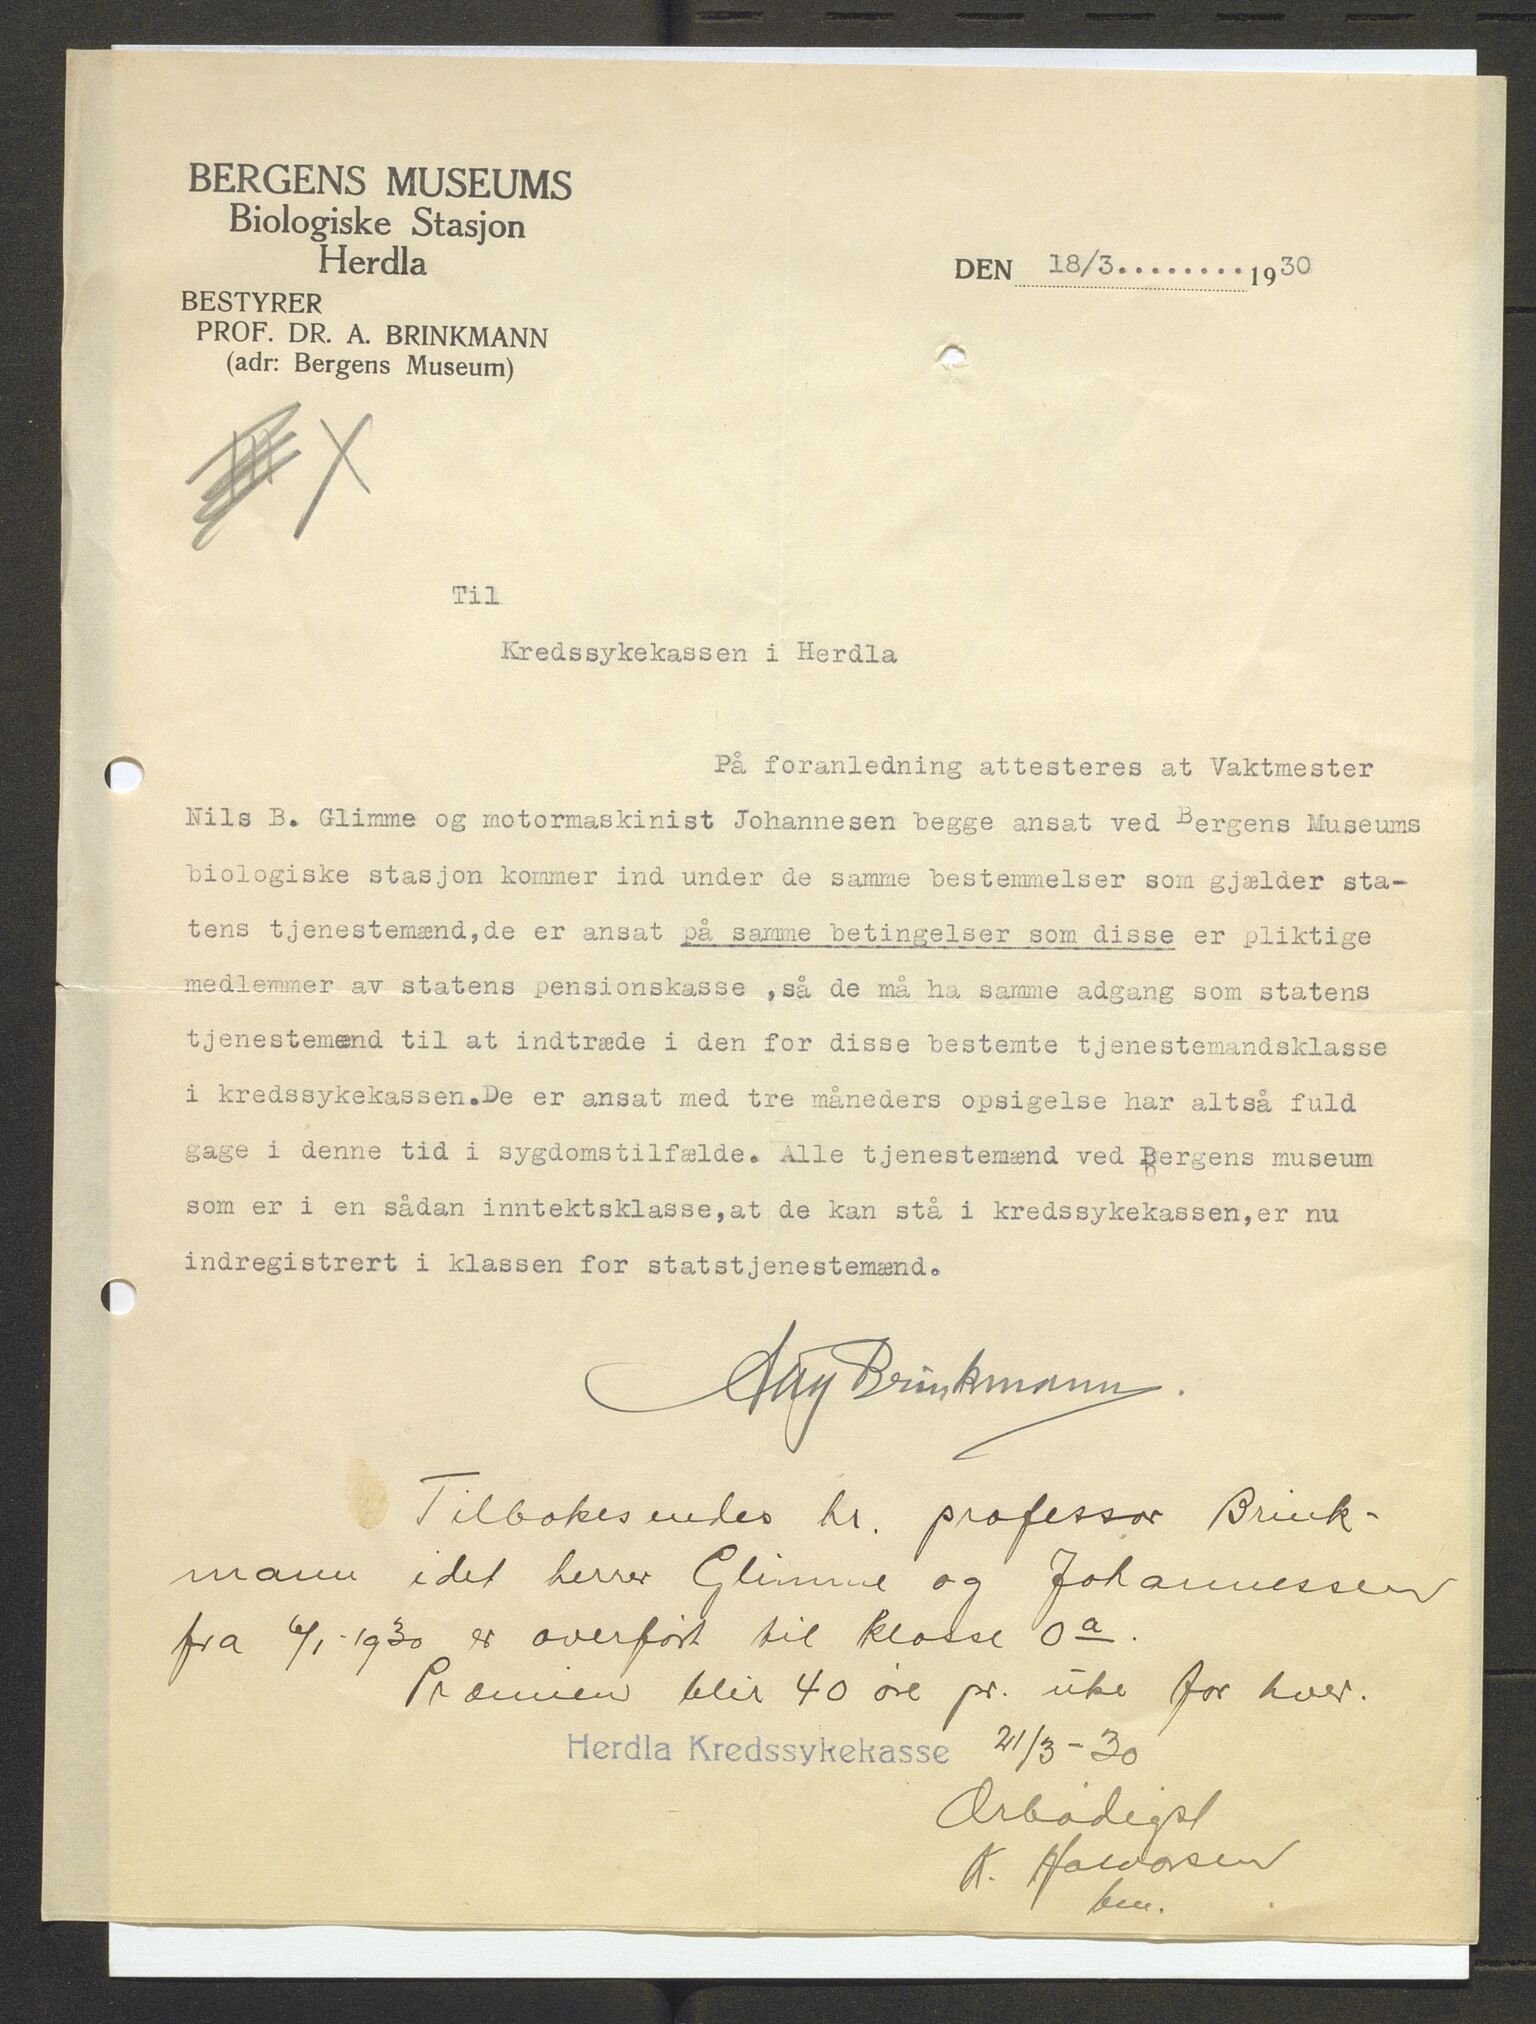 BERGENS MUSEUMS
Biologiske Stasjon
Herdla
BESTYRER
PROF. DR. A. BRINKMANN
(adr: Bergens Museum)
DEN 18/3......... 1930
Til
Kredssykekassen i Herdla
På foranledning attesteres at Vaktmester
Nils B. Glimme og motormaskinist Johannesen begge ansat ved Bergens Museums
biologiske stasjon kommer ind under de samme bestemmelser som gjælder sta-
tens tjenestemænd,de er ansat på samme betingelser som disse er pliktige
medlemmer av statens pensionskasse ,så de må ha samme adgang som statens
tjenestemænd til at indtræde i den for disse bestemte tjenestemandsklasse
i kredssykekassen.De er ansat med tre måneders opsigelse har altså fuld
gage i denne tid i sygdomstilfælde. Alle tjenestemænd ved Bergens museum
som er i en sådan inntektsklasse,at de kan stå i kredssykekassen,er nu
indregistrert i klassen for statstjenestemænd.
Aug Brinkmann.
Tilbakesendes hr. professor Brink-
mann idet herrer Glimme og Johannessen
fra 6/1-1930 er overført til klasse 0a.
Præmien blir 40 øre pr. uke for hver.
Herdla Kredssykekasse 21/3-30
Ærbødigst
K. Halvorsen